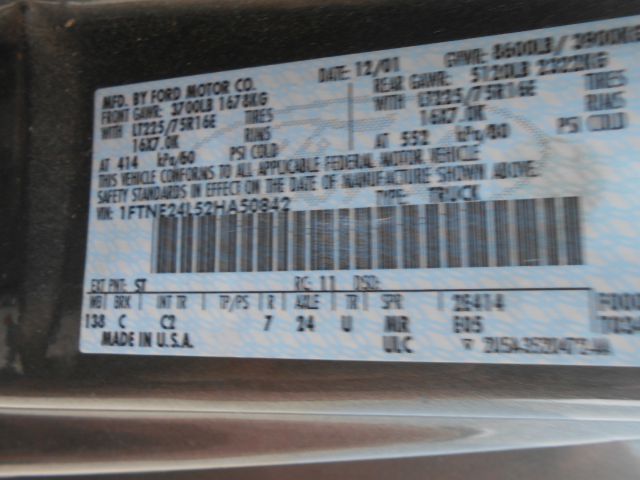 MFD. BY FORD MOTOR CO.
DATE: 12/01 GVWR: 8600LB / 3900KG
FRONT GAWR: 3700LB 1678KG REAR GAWR: 5120LB 2322KG
WITH LT225/75R16E TIRES WITH LT225/75R16E TIRES
16X7.0K RIMS 16X7.0K RIMS
AT 414 kPa/60 PSI COLD AT 552 kPa/80 PSI COLD
THIS VEHICLE CONFORMS TO ALL APPLICABLE FEDERAL MOTOR VEHICLE
SAFETY STANDARDS IN EFFECT ON THE DATE OF MANUFACTURE SHOWN ABOVE.
VIN: 1FTNE24L52HA50842 TYPE: TRUCK
EXT PNT: ST RC: 11 DSO:
WB BRK INT TR TP/PS R AXLE TR SPR
138 C C2 7 24 U
MADE IN U.S.A. ULC